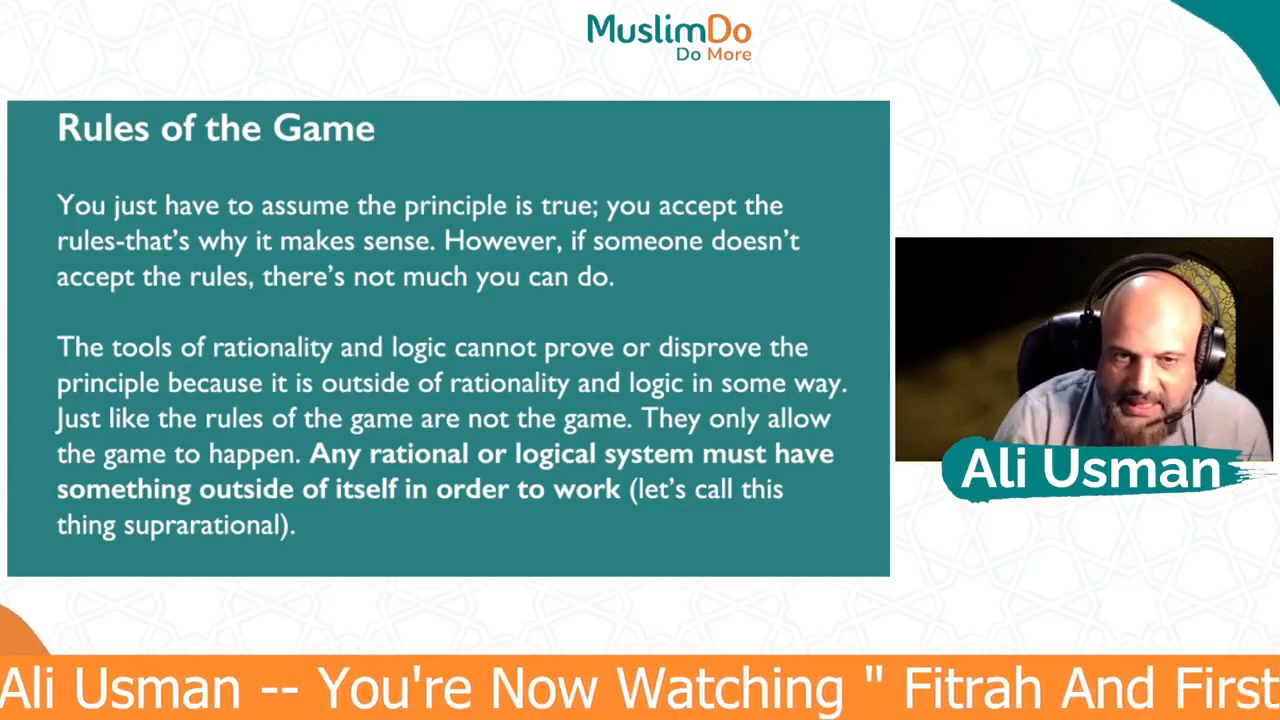 MuslimDo
Do More
Rules of the Game
You just have to assume the principle is true; you accept the
rules-that's why it makes sense. However, if someone doesn't
accept the rules, there's not much you can do.
The tools of rationality and logic cannot prove or disprove the
principle because it is outside of rationality and logic in some way.
Just like the rules of the game are not the game. They only allow
the game to happen. Any rational or logical system must have
something outside of itself in order to work (let's call this
thing suprarational).
Ali Usman
Ali Usman -- You're Now Watching " Fitrah And First